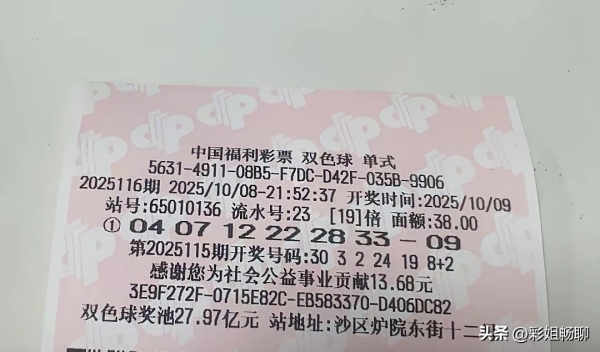 中国福利彩票 双色球 单式
5631-4911-08B5-F7DC-D42F-035B-9906
2025116期 2025/10/08-21:52:37 开奖时间:2025/10/09
站号:65010136 流水号:23 [19]倍 面额:38.00
① 04 07 12 22 28 33 - 09
第2025115期开奖号码:30 3 2 24 19 8+2
感谢您为社会公益事业贡献13.68元
3E9F272F-0715E82C-EB583370-D406DC82
双色球奖池27.97亿元 站地址:沙区炉院东街十二
头条 @彩姐畅聊